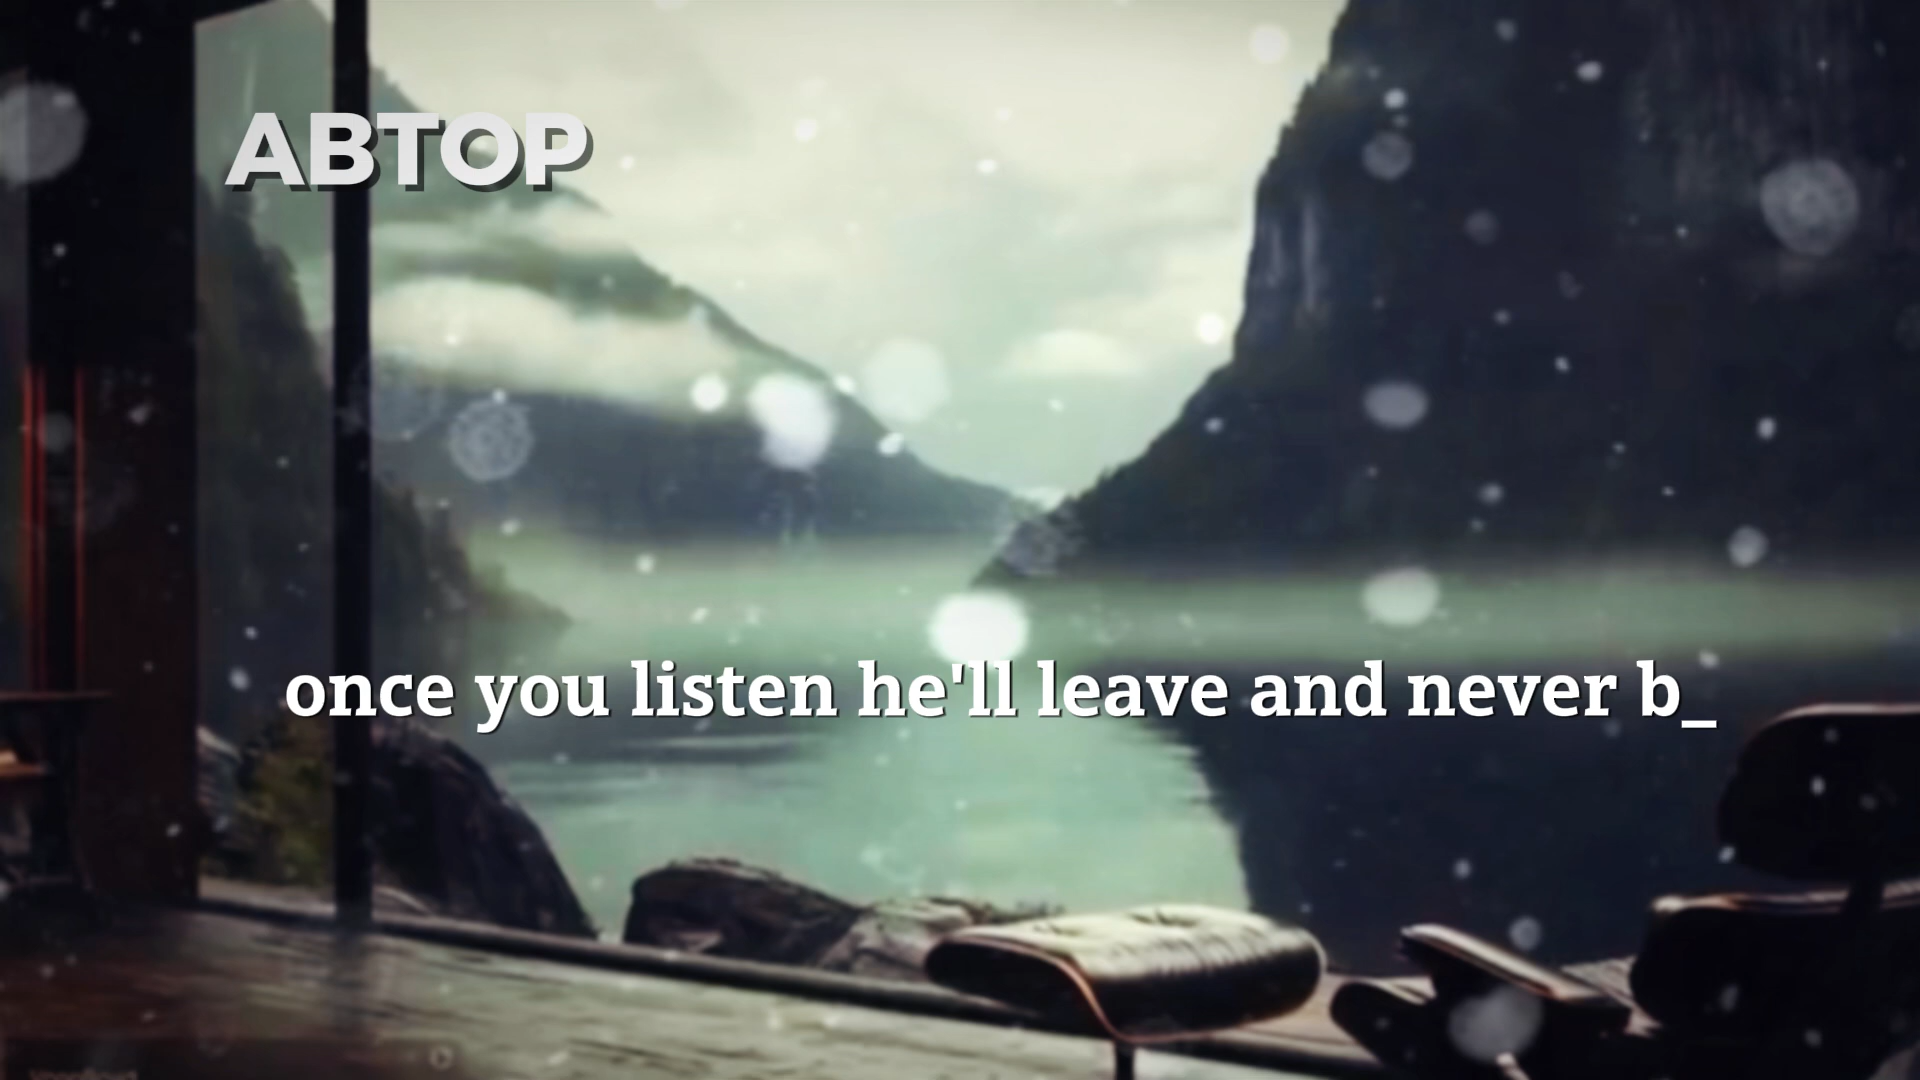 АВТОР
once you listen he'll leave and never b_